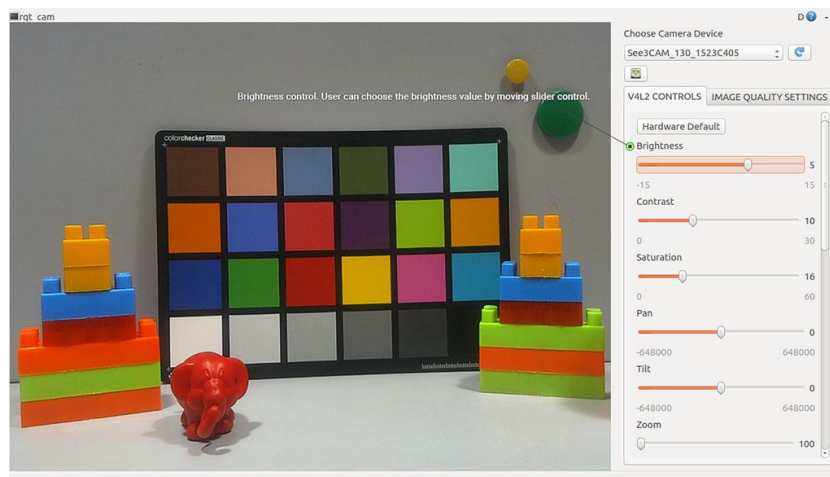 rqt_cam
D
Choose Camera Device
See3CAM_130_1523C405
V4L2 CONTROLS
IMAGE QUALITY SETTINGS
Hardware Default
Brightness
5
-15
15
Contrast
10
0
30
Saturation
16
0
60
Pan
0
-648000
648000
Tilt
0
-648000
648000
Zoom
100
Brightness control. User can choose the brightness value by moving slider control.
colorchecker CLASSIC